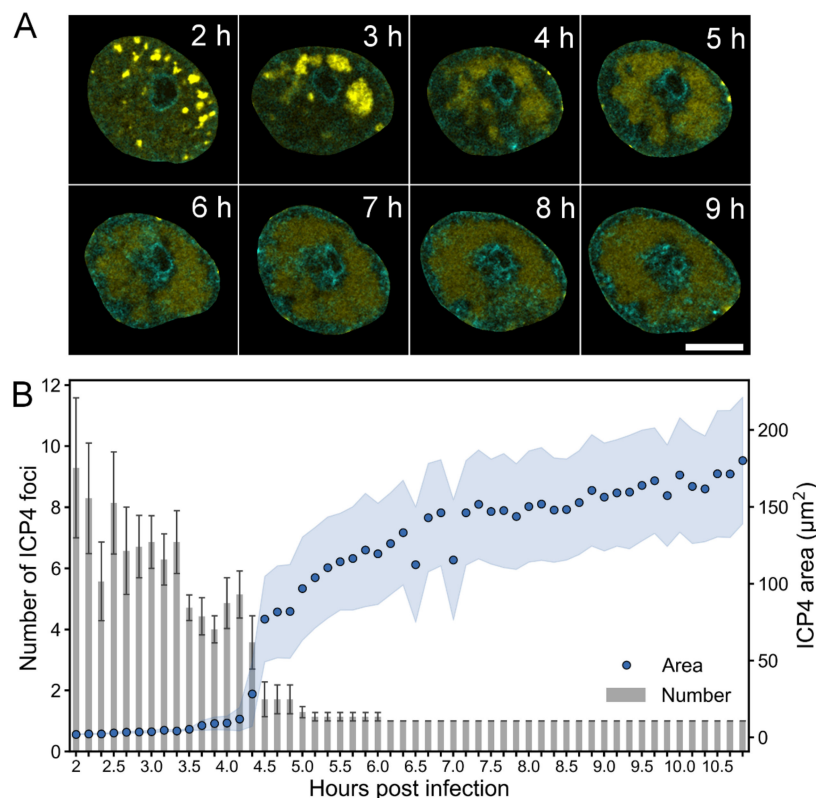 A
2 h
3 h
4 h
5 h
6 h
7 h
8 h
9 h
B
12
10
8
6
4
2
0
Number of ICP4 foci
200
150
100
50
0
ICP4 area (µm²)
Area
Number
2 2.5 3.0 3.5 4.0 4.5 5.0 5.5 6.0 6.5 7.0 7.5 8.0 8.5 9.0 9.5 10.0 10.5
Hours post infection